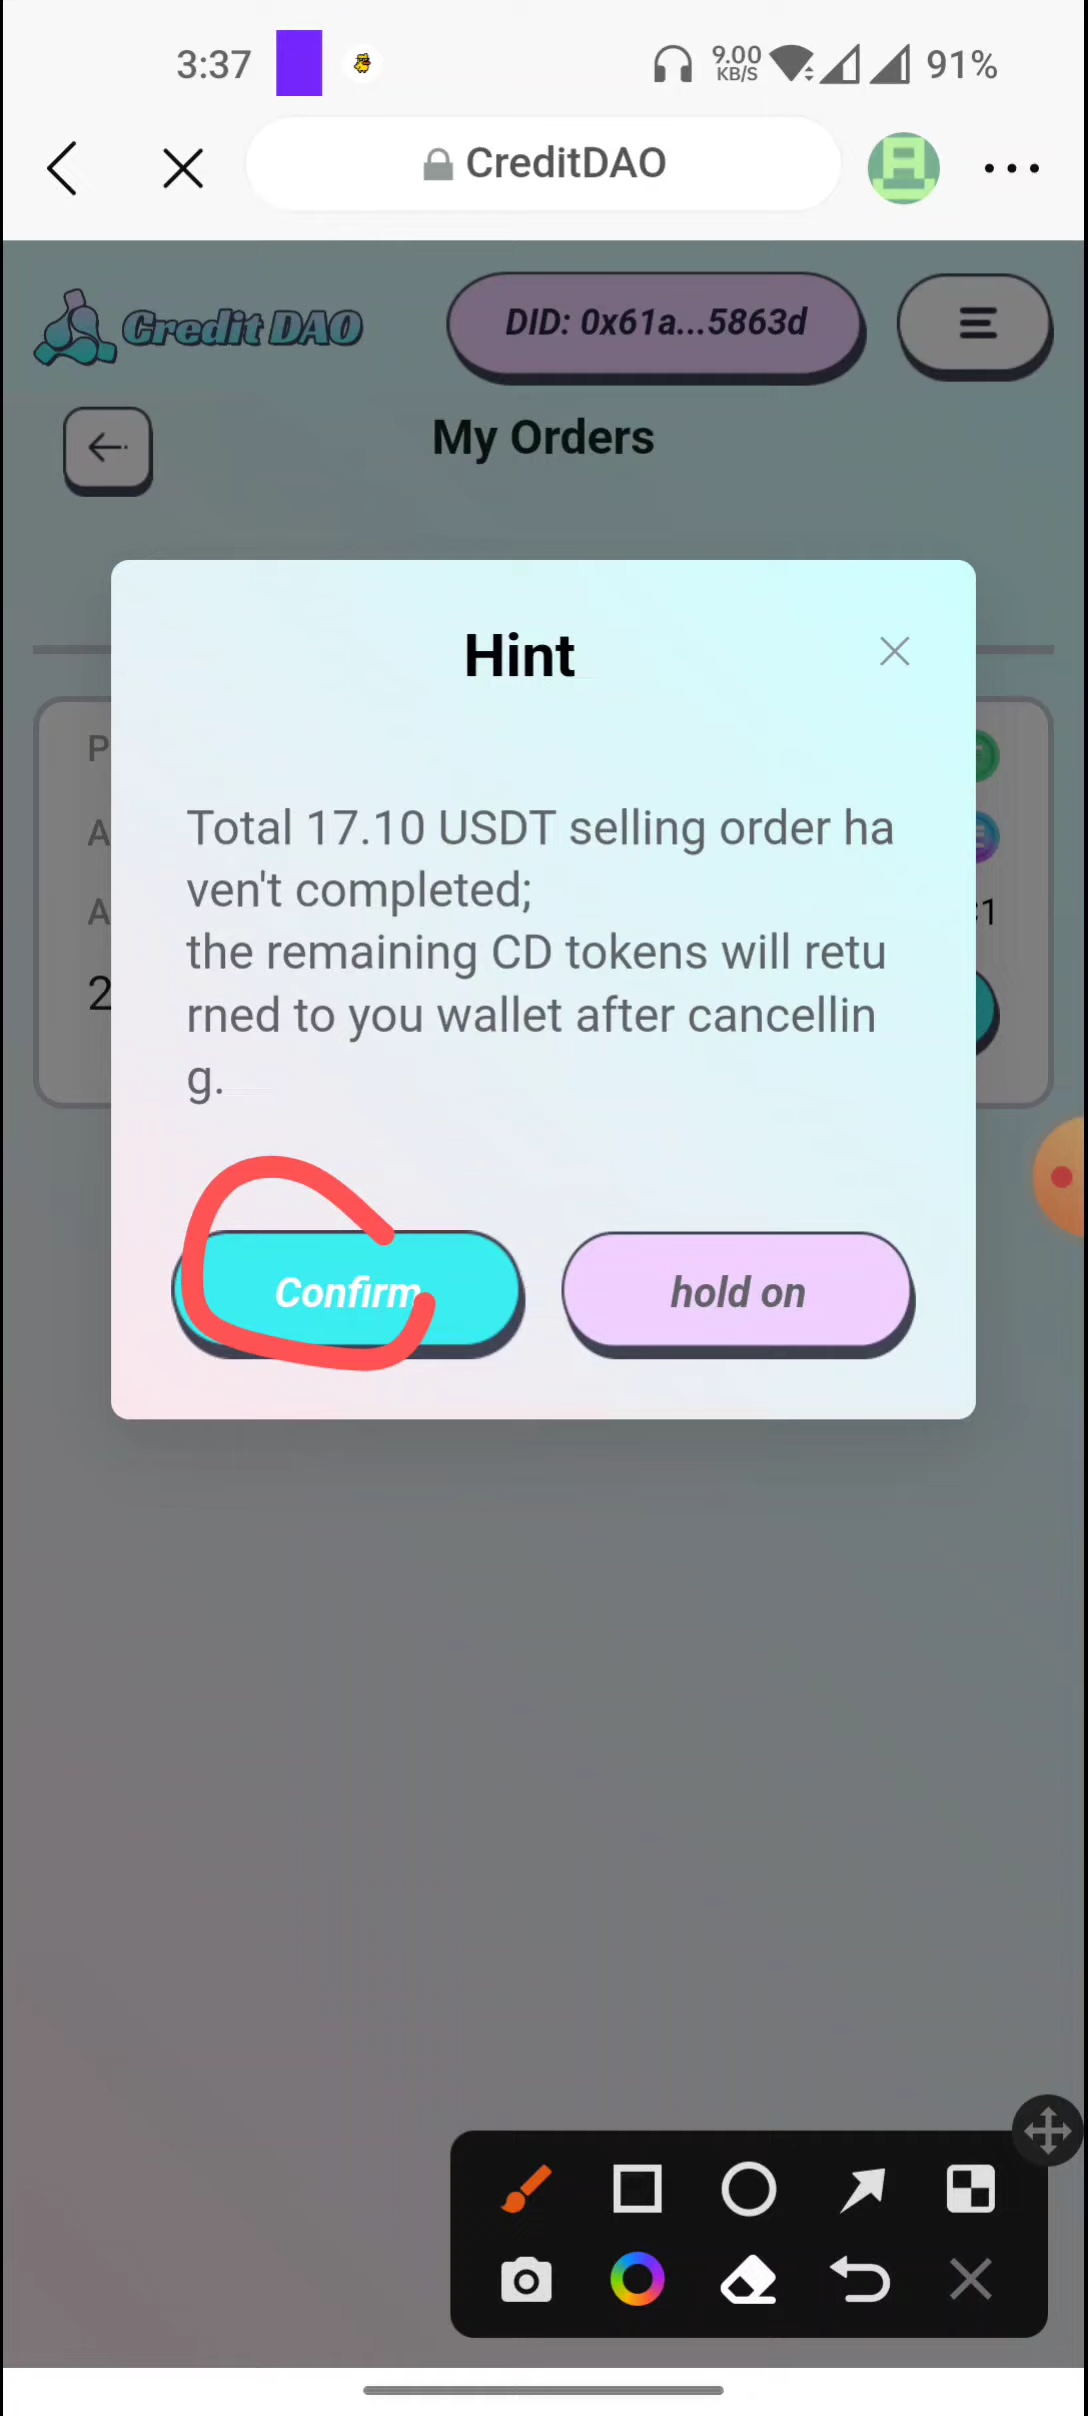 3:37
9.00
KB/S
91%
CreditDAO
Credit DAO
DID: 0x61a...5863d
My Orders
Hint
P
A
A
:1
2
Total 17.10 USDT selling order ha
ven't completed;
the remaining CD tokens will retu
rned to you wallet after cancellin
g.
Confirm
hold on